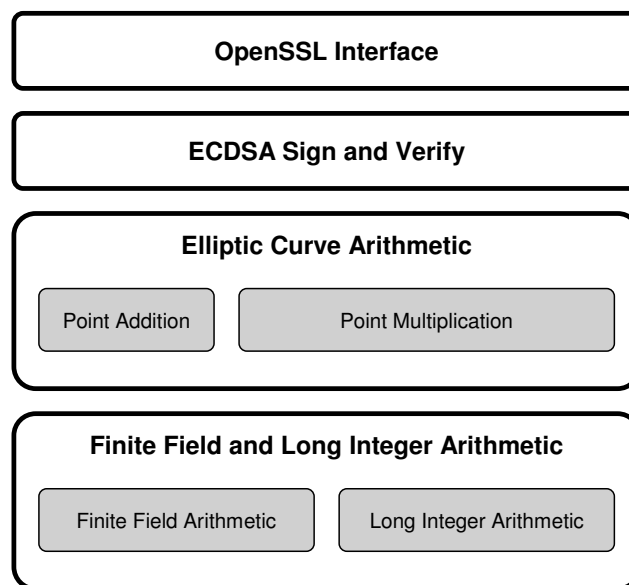 OpenSSL Interface
ECDSA Sign and Verify
Elliptic Curve Arithmetic
Point Addition
Point Multiplication
Finite Field and Long Integer Arithmetic
Finite Field Arithmetic
Long Integer Arithmetic